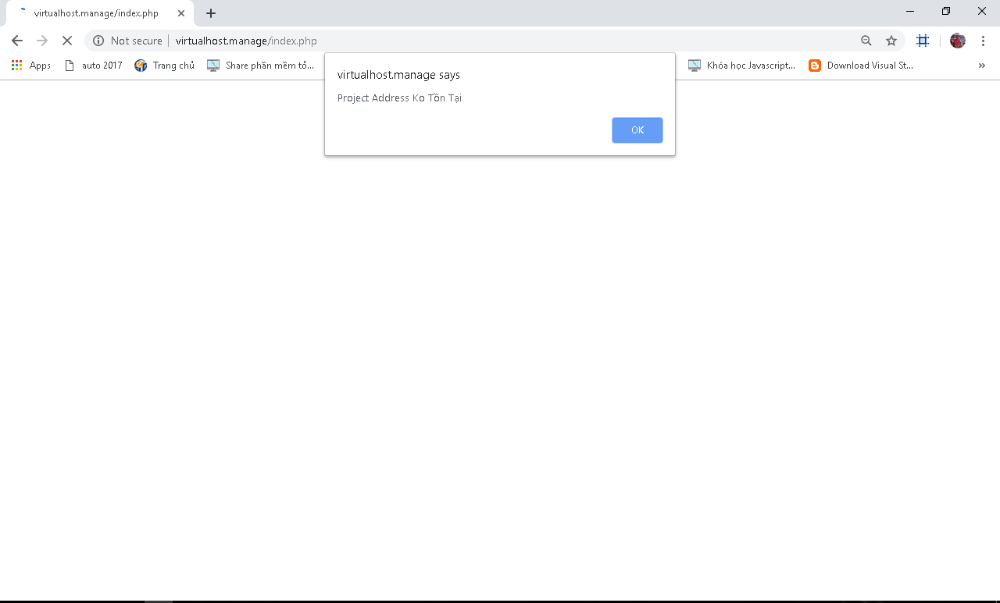 virtualhost.manage/index.php
Not secure virtualhost.manage/index.php
Apps auto 2017 Trang chủ Share phần mềm tỏ... Khóa học Javascript... Download Visual St... »
virtualhost.manage says
Project Address Ko Tồn Tại
OK